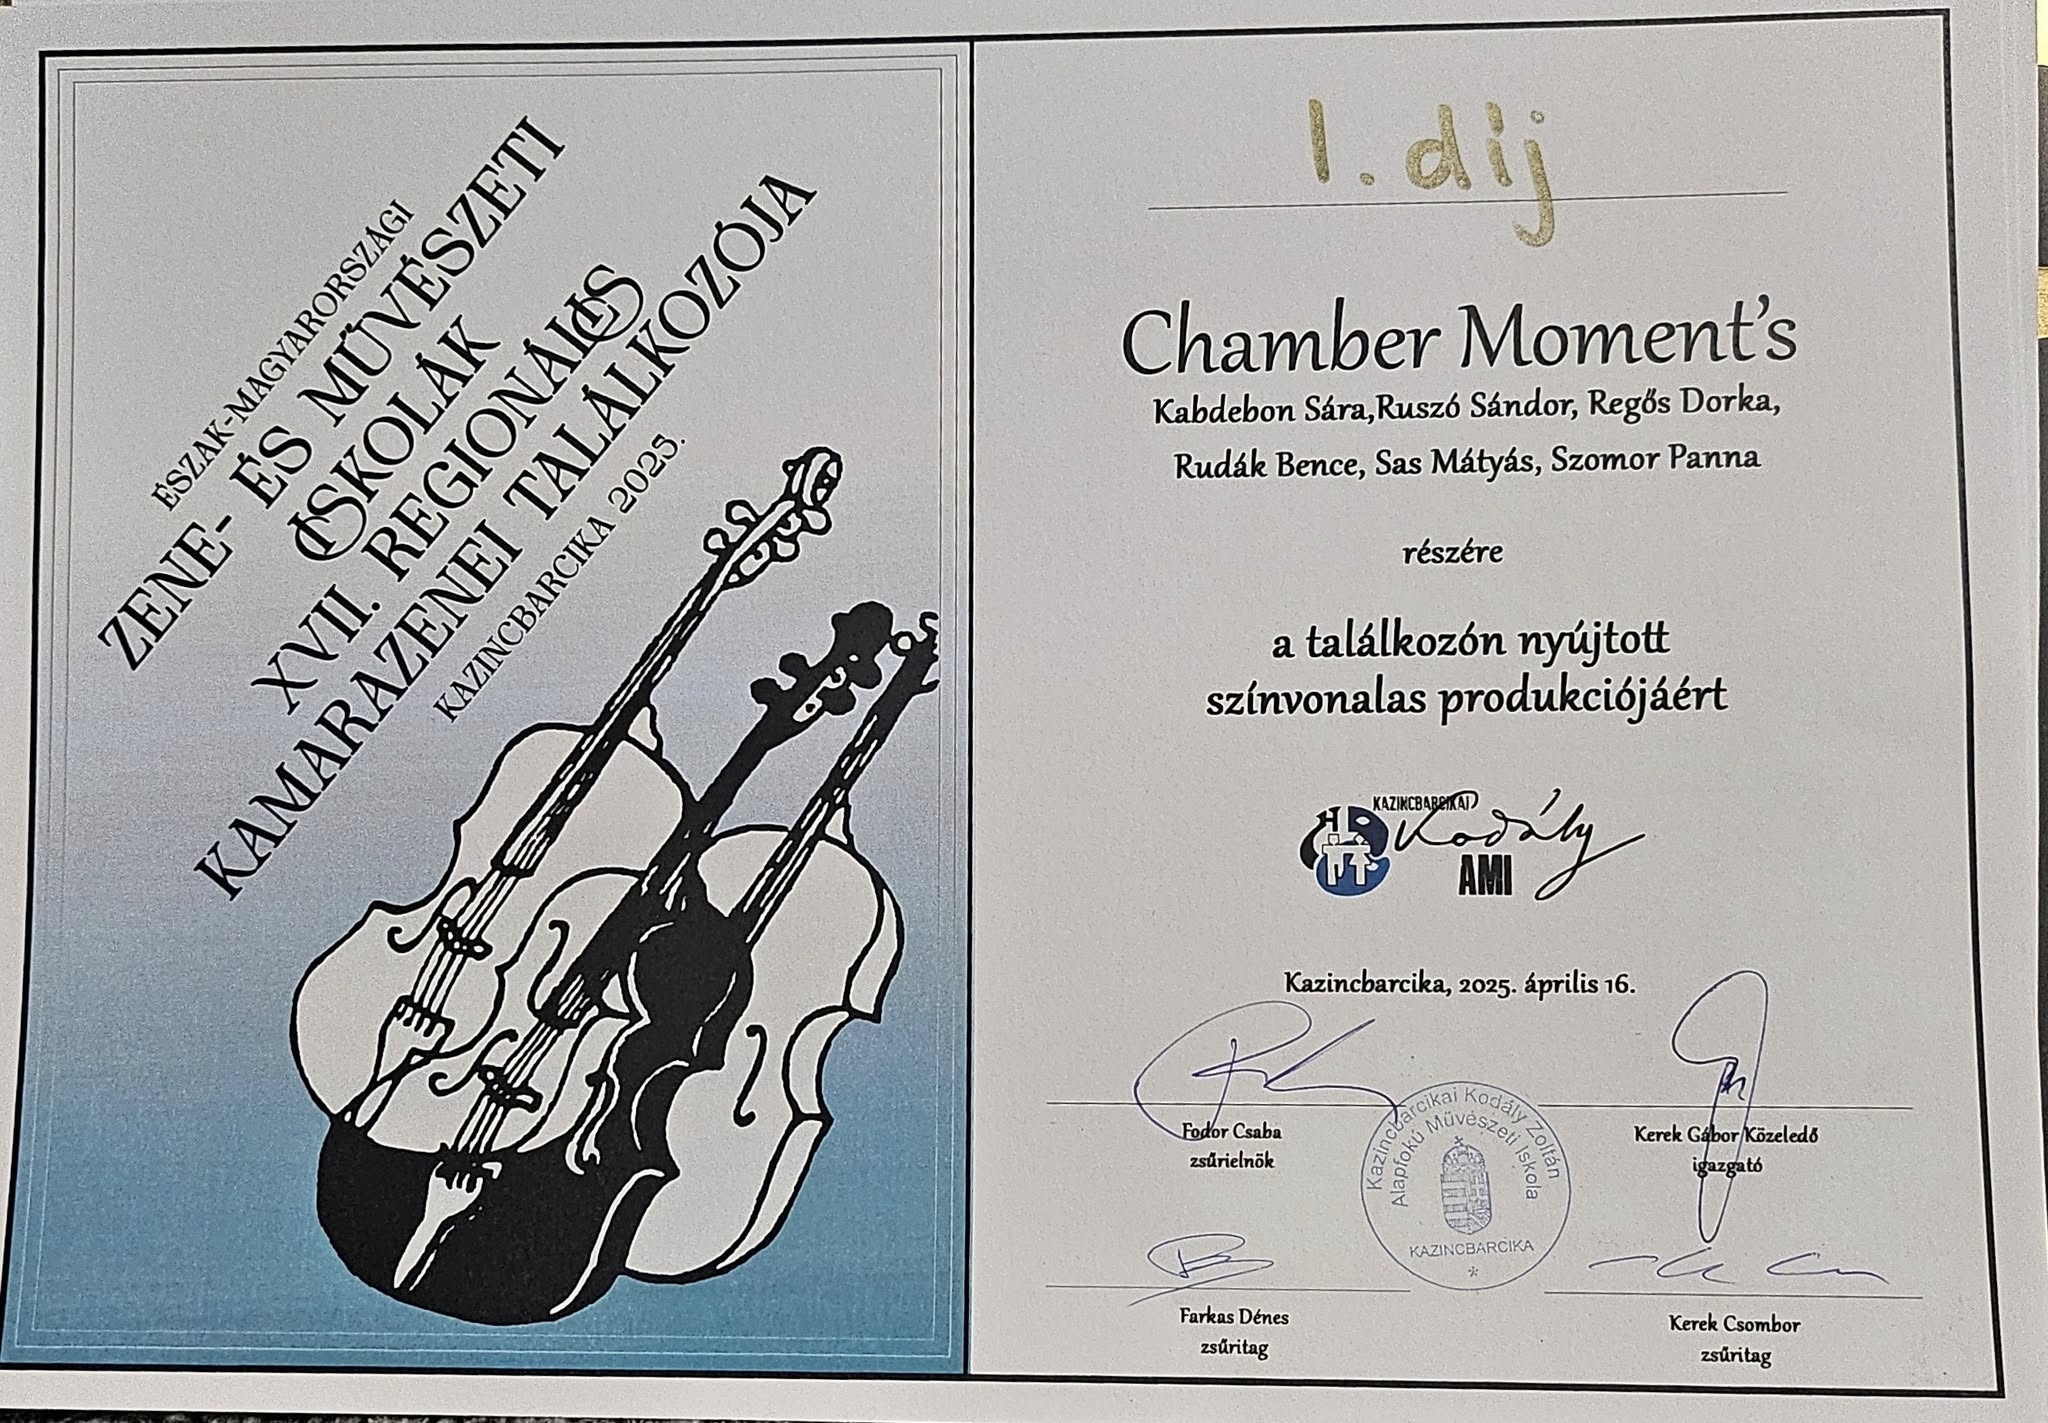 ÉSZAK-MAGYARORSZÁGI
ZENE- ÉS MŰVÉSZETI
ISKOLÁK
XVII. REGIONÁLIS
KAMARAZENEI TALÁLKOZÓJA
KAZINCBARCIKA 2025.
1. díj
Chamber Moment's
Kabdebon Sára,Ruszó Sándor, Regős Dorka,
Rudák Bence, Sas Mátyás, Szomor Panna
részére
a találkozón nyújtott
színvonalas produkciójáért
KAZINCBARCIKAI
Kodály
AMI
Kazincbarcika, 2025. április 16.
Fodor Csaba
zsűrielnök
Kerek Gábor Közeledő
igazgató
Kazincbarcikai Kodály Zoltán
Alapfokú Művészeti Iskola
KAZINCBARCIKA
*
Farkas Dénes
zsűritag
Kerek Csombor
zsűritag